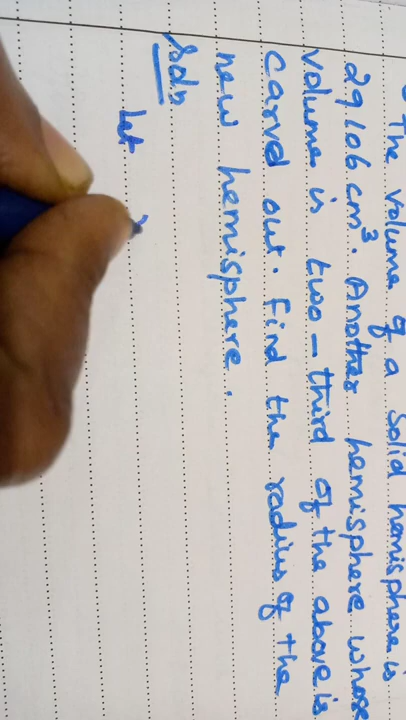 The volume of a solid hemisphere is
29106 cm³. Another hemisphere whose
volume is two-third of the above is
carved out. Find the radius of the
new hemisphere.
Soln
Let